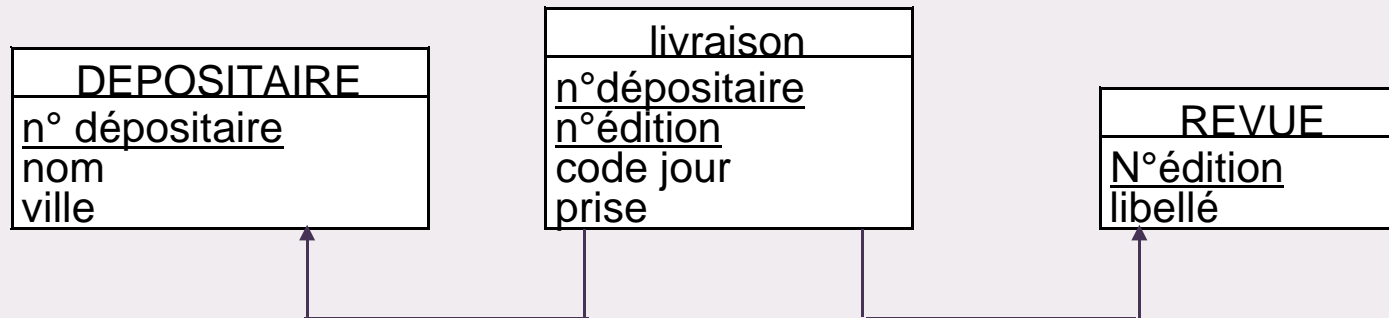 DEPOSITAIRE
n° dépositaire
nom
ville
livraison
n°dépositaire
n°édition
code jour
prise
REVUE
N°édition
libellé